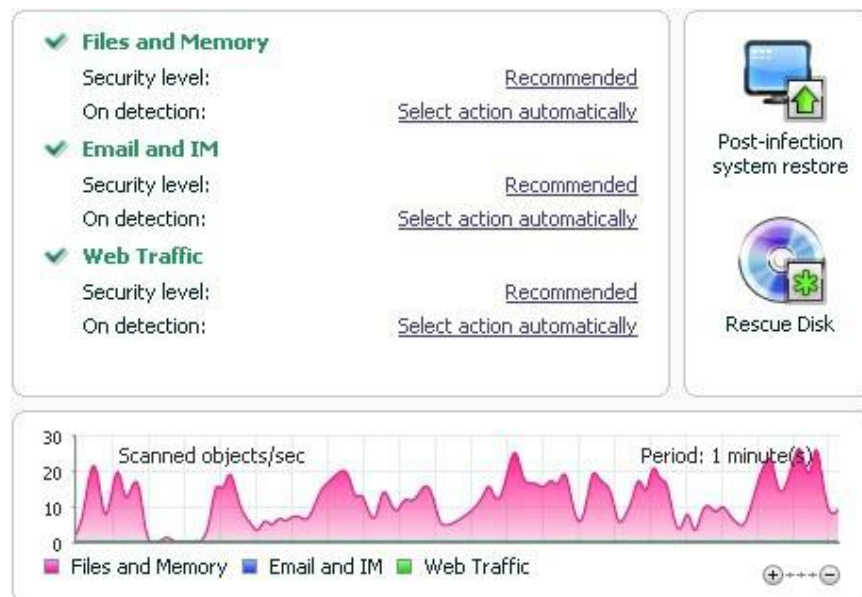 Files and Memory
Security level: Recommended
On detection: Select action automatically
Email and IM
Security level: Recommended
On detection: Select action automatically
Web Traffic
Security level: Recommended
On detection: Select action automatically
Post-infection
system restore
Rescue Disk
30
20
10
0
Scanned objects/sec
Period: 1 minute(s)
Files and Memory
Email and IM
Web Traffic